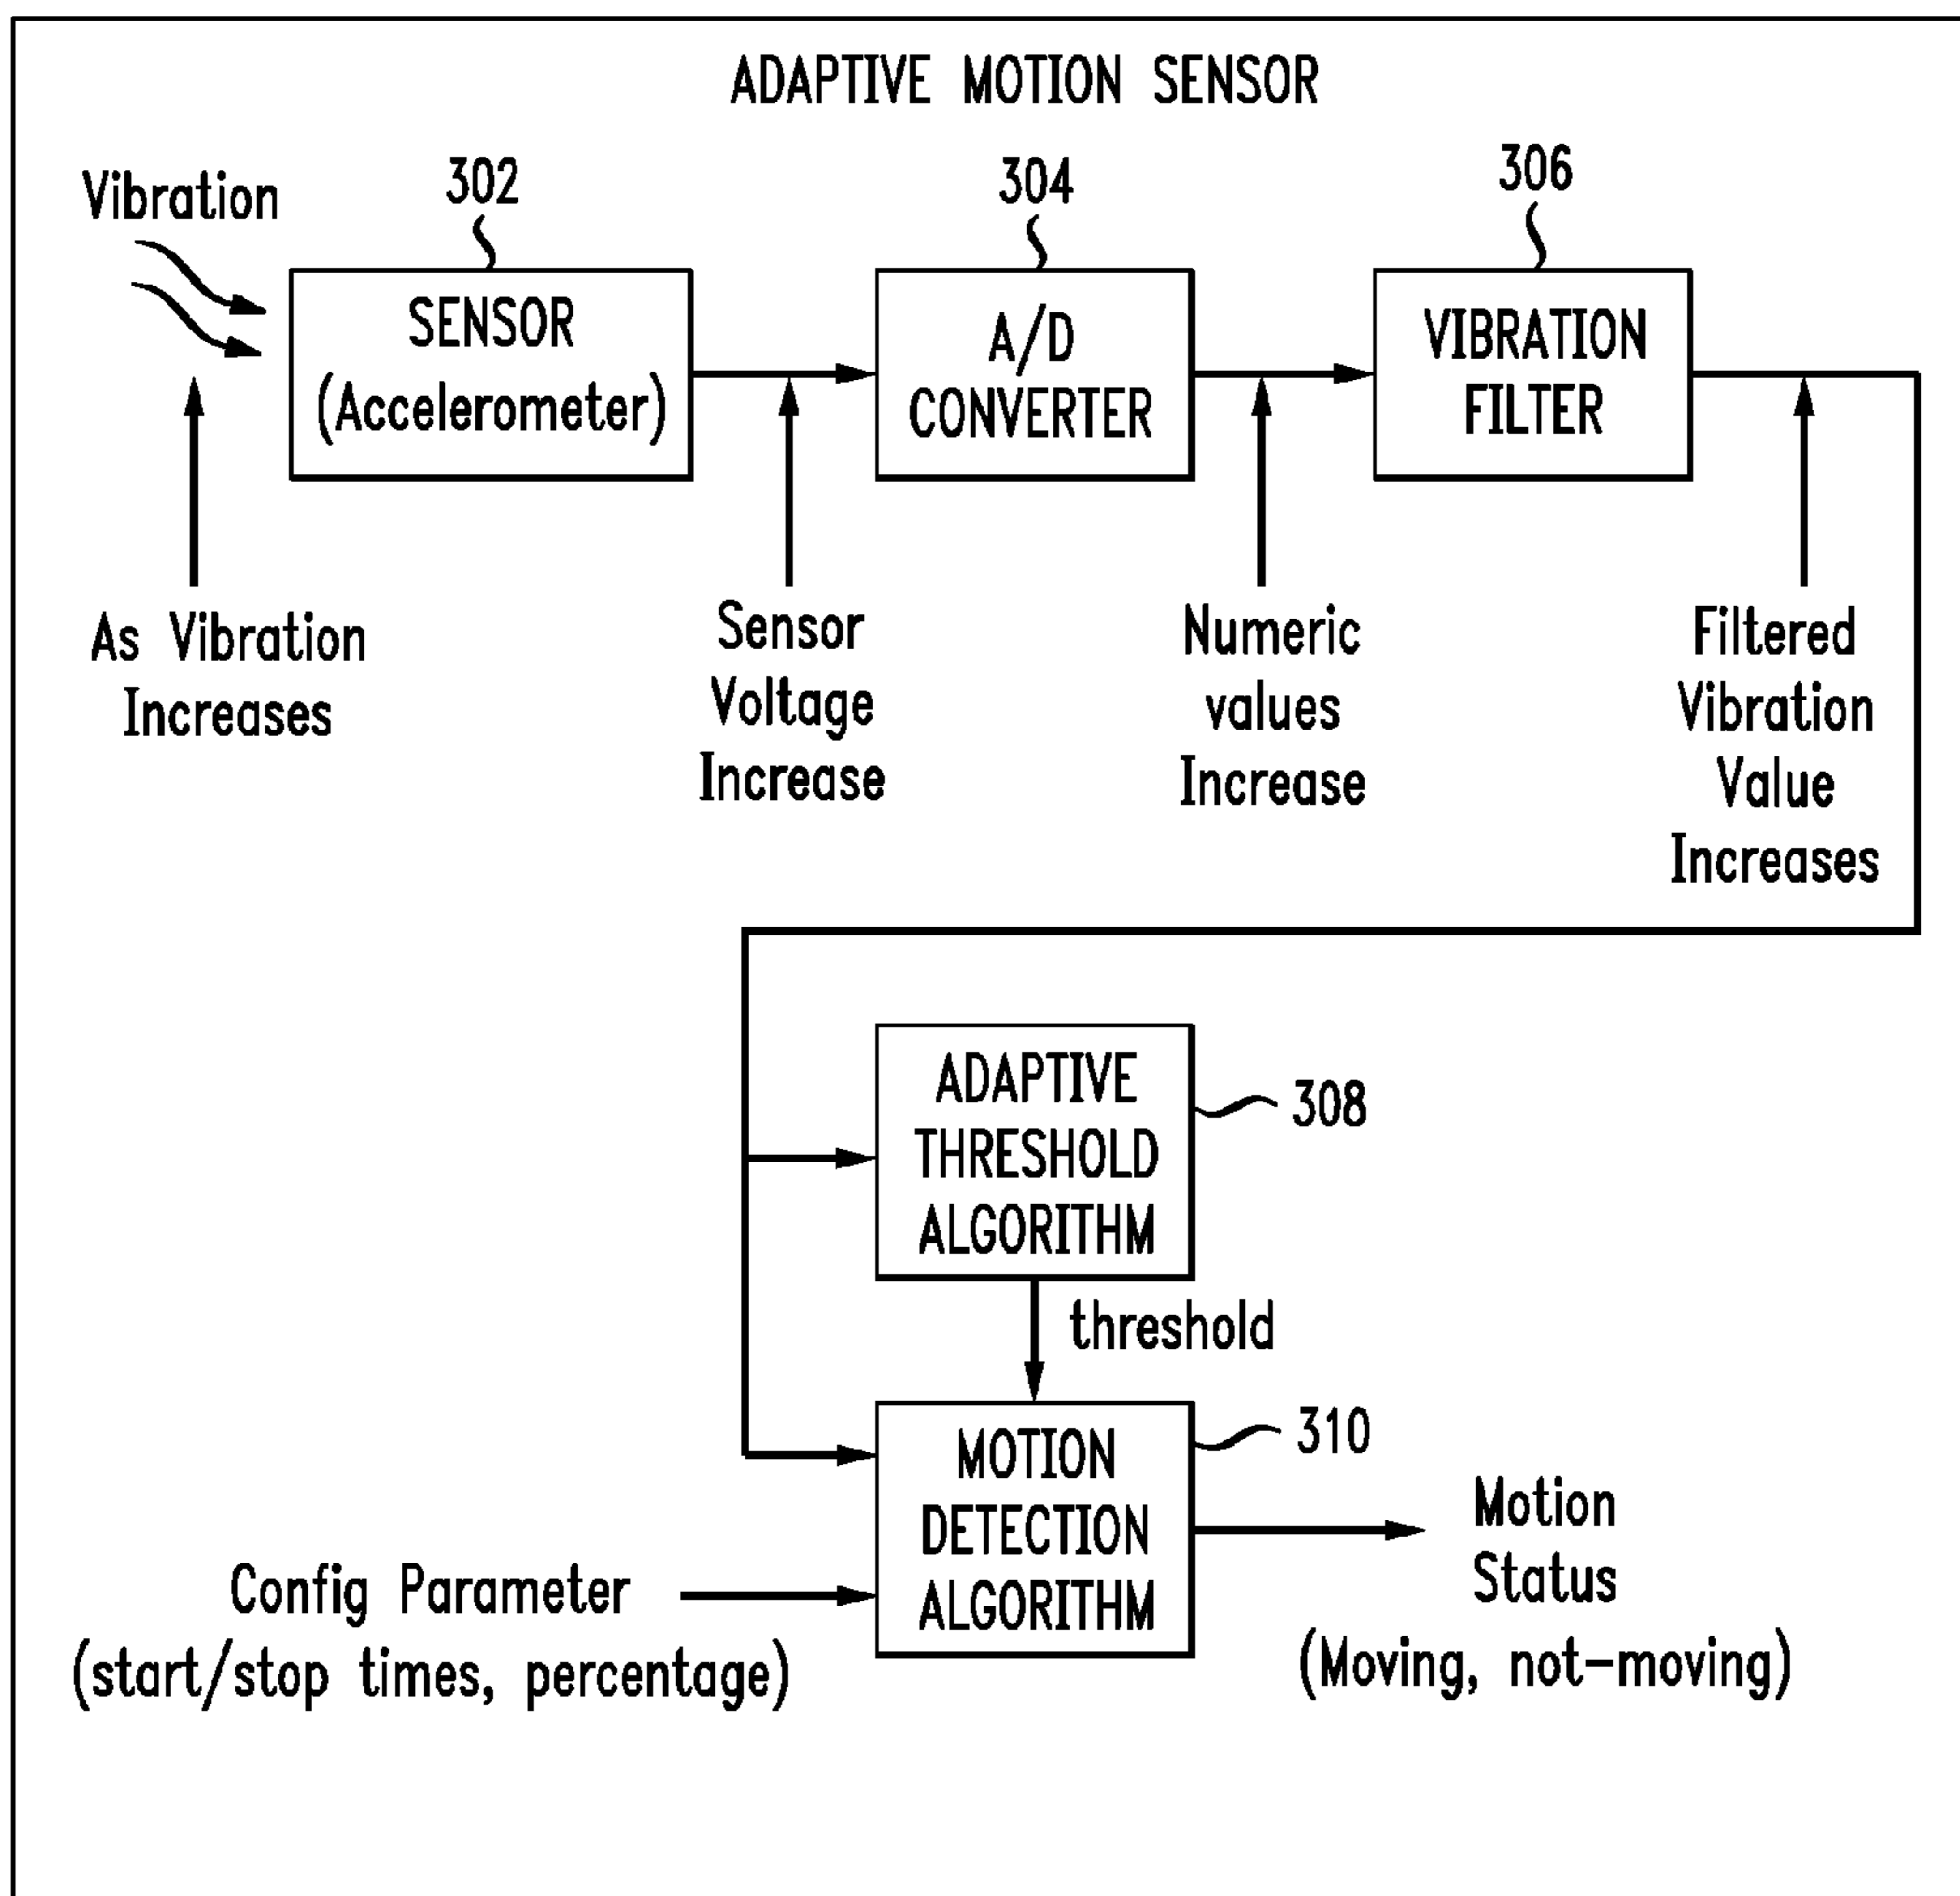 ADAPTIVE MOTION SENSOR
Vibration
302
304
306
SENSOR
(Accelerometer)
A/D
CONVERTER
VIBRATION
FILTER
As Vibration
Increases
Sensor
Voltage
Increase
Numeric
values
Increase
Filtered
Vibration
Value
Increases
ADAPTIVE
THRESHOLD
ALGORITHM
308
threshold
MOTION
DETECTION
ALGORITHM
310
Config Parameter
(start/stop times, percentage)
Motion
Status
(Moving, not-moving)